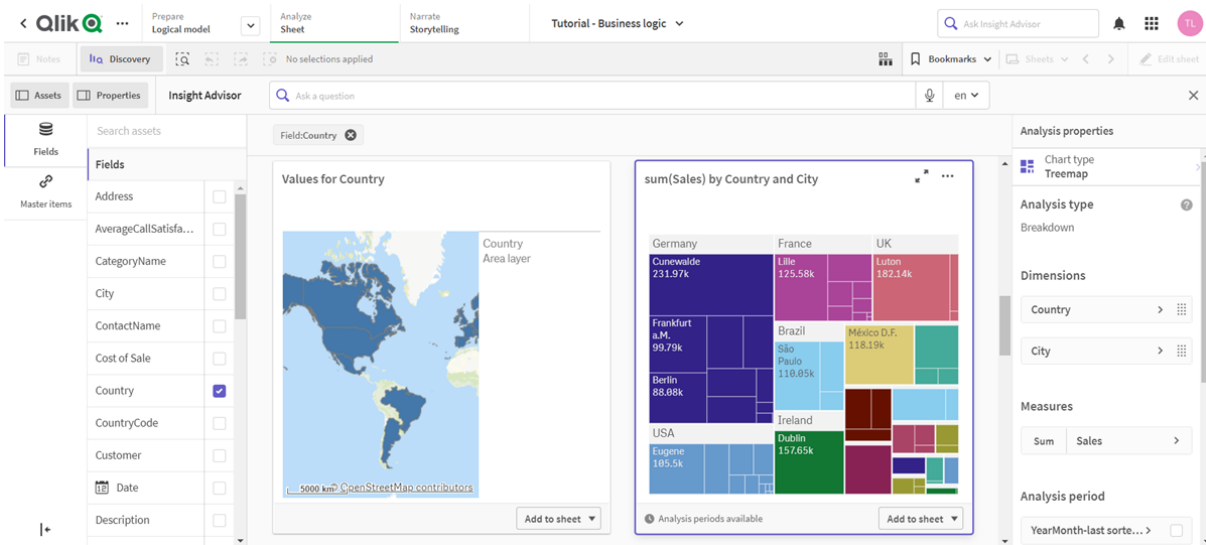 Qlik
Prepare
Logical model
Analyze
Sheet
Narrate
Storytelling
Tutorial - Business logic
Ask Insight Advisor
TL
Notes
Discovery
No selections applied
Bookmarks
Sheets
Edit sheet
Assets
Properties
Insight Advisor
Ask a question
en
Fields
Master items
Search assets
Fields
Address
AverageCallSatisfa...
CategoryName
City
ContactName
Cost of Sale
Country
CountryCode
Customer
Date
Description
Field:Country
Values for Country
Country
Area layer
5000 km
© OpenStreetMap contributors
Add to sheet
sum(Sales) by Country and City
Germany
Cunewalde
231.97k
Frankfurt
a.M.
99.79k
Berlin
88.08k
USA
Eugene
105.5k
France
Lille
125.58k
UK
Luton
182.14k
Brazil
São
Paulo
110.05k
México D.F.
118.19k
Ireland
Dublin
157.65k
Analysis periods available
Add to sheet
Analysis properties
Chart type
Treemap
Analysis type
Breakdown
Dimensions
Country
City
Measures
Sum
Sales
Analysis period
YearMonth-last sorte...